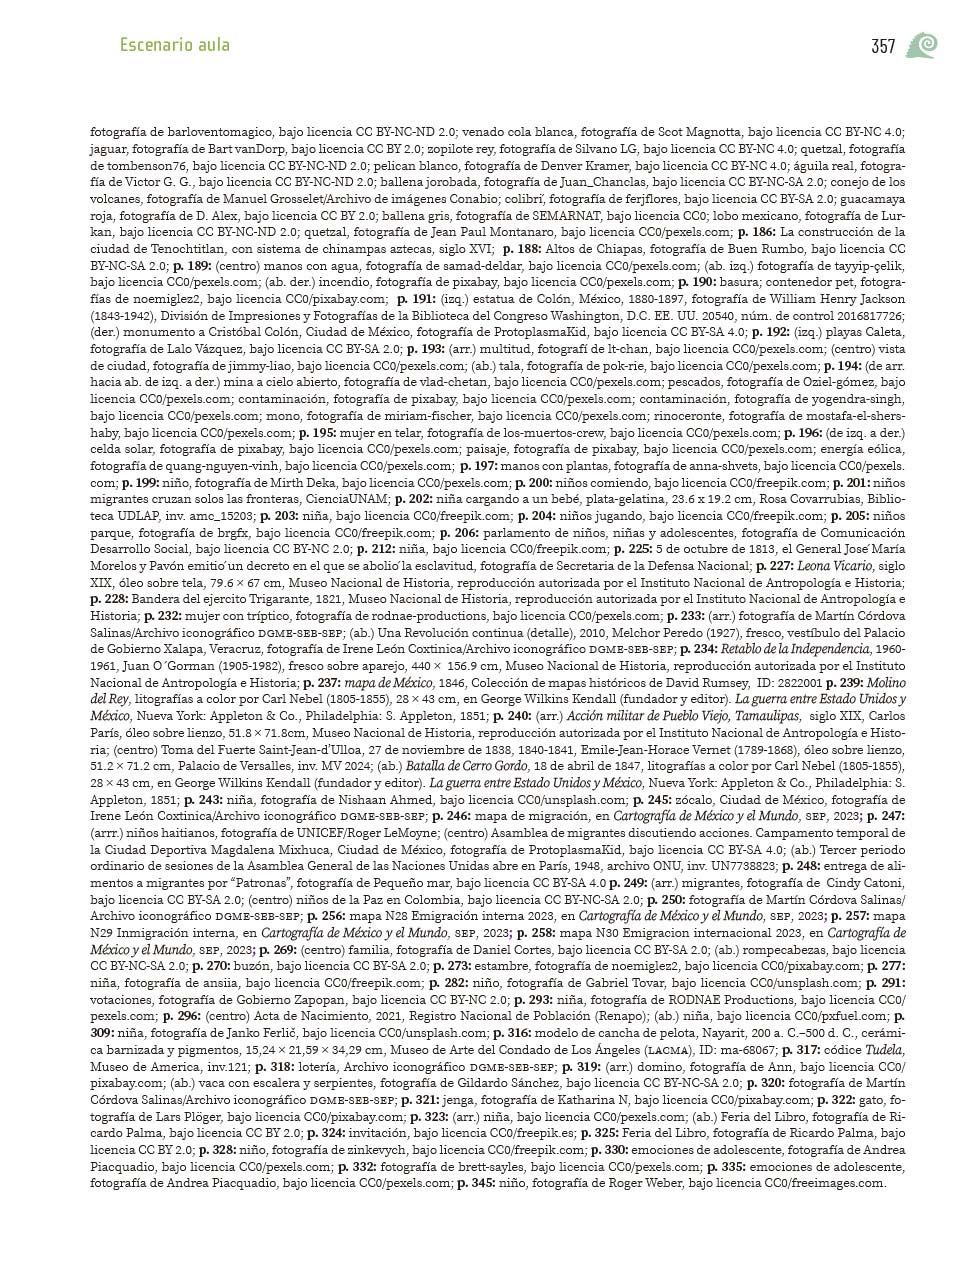 Escenario aula
357
fotografía de barloventomagico, bajo licencia CC BY-NC-ND 2.0; venado cola blanca, fotografía de Scot Magnotta, bajo licencia CC BY-NC 4.0;
jaguar, fotografía de Bart vanDorp, bajo licencia CC BY 2.0; zopilote rey, fotografía de Silvano LG, bajo licencia CC BY-NC 4.0; quetzal, fotografía
de tombenson76, bajo licencia CC BY-NC-ND 2.0; pelican blanco, fotografía de Denver Kramer, bajo licencia CC BY-NC 4.0; águila real, fotogra-
fía de Victor G. G., bajo licencia CC BY-NC-ND 2.0; ballena jorobada, fotografía de Juan_Chanclas, bajo licencia CC BY-NC-SA 2.0; conejo de los
volcanes, fotografía de Manuel Grosselet/Archivo de imágenes Conabio; colibrí, fotografía de ferjflores, bajo licencia CC BY-SA 2.0; guacamaya
roja, fotografía de D. Alex, bajo licencia CC BY 2.0; ballena gris, fotografía de SEMARNAT, bajo licencia CC0; lobo mexicano, fotografía de Lur-
kan, bajo licencia CC BY-NC-ND 2.0; quetzal, fotografía de Jean Paul Montanaro, bajo licencia CC0/pexels.com; p. 186: La construcción de la
ciudad de Tenochtitlan, con sistema de chinampas aztecas, siglo XVI; p. 188: Altos de Chiapas, fotografía de Buen Rumbo, bajo licencia CC
BY-NC-SA 2.0; p. 189: (centro) manos con agua, fotografía de samad-deldar, bajo licencia CC0/pexels.com; (ab. izq.) fotografía de tayyip-çelik,
bajo licencia CC0/pexels.com; (ab. der.) incendio, fotografía de pixabay, bajo licencia CC0/pexels.com; p. 190: basura; contenedor pet, fotogra-
fías de noemiglez2, bajo licencia CC0/pixabay.com; p. 191: (izq.) estatua de Colón, México, 1880-1897, fotografía de William Henry Jackson
(1843-1942), División de Impresiones y Fotografías de la Biblioteca del Congreso Washington, D.C. EE. UU. 20540, núm. de control 2016817726;
(der.) monumento a Cristóbal Colón, Ciudad de México, fotografía de ProtoplasmaKid, bajo licencia CC BY-SA 4.0; p. 192: (izq.) playas Caleta,
fotografía de Lalo Vázquez, bajo licencia CC BY-SA 2.0; p. 193: (arr.) multitud, fotografí de lt-chan, bajo licencia CC0/pexels.com; (centro) vista
de ciudad, fotografía de jimmy-liao, bajo licencia CC0/pexels.com; (ab.) tala, fotografía de pok-rie, bajo licencia CC0/pexels.com; p. 194: (de arr.
hacia ab. de izq. a der.) mina a cielo abierto, fotografía de vlad-chetan, bajo licencia CC0/pexels.com; pescados, fotografía de Oziel-gómez, bajo
licencia CC0/pexels.com; contaminación, fotografía de pixabay, bajo licencia CC0/pexels.com; contaminación, fotografía de yogendra-singh,
bajo licencia CC0/pexels.com; mono, fotografía de miriam-fischer, bajo licencia CC0/pexels.com; rinoceronte, fotografía de mostafa-el-shers-
haby, bajo licencia CC0/pexels.com; p. 195: mujer en telar, fotografía de los-muertos-crew, bajo licencia CC0/pexels.com; p. 196: (de izq. a der.)
celda solar, fotografía de pixabay, bajo licencia CC0/pexels.com; paisaje, fotografía de pixabay, bajo licencia CC0/pexels.com; energía eólica,
fotografía de quang-nguyen-vinh, bajo licencia CC0/pexels.com; p. 197: manos con plantas, fotografía de anna-shvets, bajo licencia CC0/pexels.
com; p. 199: niño, fotografía de Mirth Deka, bajo licencia CC0/pexels.com; p. 200: niños comiendo, bajo licencia CC0/freepik.com; p. 201: niños
migrantes cruzan solos las fronteras, CienciaUNAM; p. 202: niña cargando a un bebé, plata-gelatina, 23.6 x 19.2 cm, Rosa Covarrubias, Biblio-
teca UDLAP, inv. amc_15203; p. 203: niña, bajo licencia CC0/freepik.com; p. 204: niños jugando, bajo licencia CC0/freepik.com; p. 205: niños
parque, fotografía de brgfx, bajo licencia CC0/freepik.com; p. 206: parlamento de niños, niñas y adolescentes, fotografía de Comunicación
Desarrollo Social, bajo licencia CC BY-NC 2.0; p. 212: niña, bajo licencia CC0/freepik.com; p. 225: 5 de octubre de 1813, el General José María
Morelos y Pavón emitió un decreto en el que se abolió la esclavitud, fotografía de Secretaria de la Defensa Nacional; p. 227: Leona Vicario, siglo
XIX, óleo sobre tela, 79.6 × 67 cm, Museo Nacional de Historia, reproducción autorizada por el Instituto Nacional de Antropología e Historia;
p. 228: Bandera del ejercito Trigarante, 1821, Museo Nacional de Historia, reproducción autorizada por el Instituto Nacional de Antropología e
Historia; p. 232: mujer con tríptico, fotografía de rodnae-productions, bajo licencia CC0/pexels.com; p. 233: (arr.) fotografía de Martín Córdova
Salinas/Archivo iconográfico DGME-SEB-SEP; (ab.) Una Revolución continua (detalle), 2010, Melchor Peredo (1927), fresco, vestíbulo del Palacio
de Gobierno Xalapa, Veracruz, fotografía de Irene León Coxtinica/Archivo iconográfico DGME-SEB-SEP; p. 234: Retablo de la Independencia, 1960-
1961, Juan O´Gorman (1905-1982), fresco sobre aparejo, 440 × 156.9 cm, Museo Nacional de Historia, reproducción autorizada por el Instituto
Nacional de Antropología e Historia; p. 237: mapa de México, 1846, Colección de mapas históricos de David Rumsey, ID: 2822001 p. 239: Molino
del Rey, litografías a color por Carl Nebel (1805-1855), 28 × 43 cm, en George Wilkins Kendall (fundador y editor). La guerra entre Estado Unidos y
México, Nueva York: Appleton & Co., Philadelphia: S. Appleton, 1851; p. 240: (arr.) Acción militar de Pueblo Viejo, Tamaulipas, siglo XIX, Carlos
París, óleo sobre lienzo, 51.8 × 71.8cm, Museo Nacional de Historia, reproducción autorizada por el Instituto Nacional de Antropología e Histo-
ria; (centro) Toma del Fuerte Saint-Jean-d'Ulloa, 27 de noviembre de 1838, 1840-1841, Emile-Jean-Horace Vernet (1789-1868), óleo sobre lienzo,
51.2 × 71.2 cm, Palacio de Versalles, inv. MV 2024; (ab.) Batalla de Cerro Gordo, 18 de abril de 1847, litografías a color por Carl Nebel (1805-1855),
28 × 43 cm, en George Wilkins Kendall (fundador y editor). La guerra entre Estado Unidos y México, Nueva York: Appleton & Co., Philadelphia: S.
Appleton, 1851; p. 243: niña, fotografía de Nishaan Ahmed, bajo licencia CC0/unsplash.com; p. 245: zócalo, Ciudad de México, fotografía de
Irene León Coxtinica/Archivo iconográfico DGME-SEB-SEP; p. 246: mapa de migración, en Cartografía de México y el Mundo, SEP, 2023; p. 247:
(arrr.) niños haitianos, fotografía de UNICEF/Roger LeMoyne; (centro) Asamblea de migrantes discutiendo acciones. Campamento temporal de
la Ciudad Deportiva Magdalena Mixhuca, Ciudad de México, fotografía de ProtoplasmaKid, bajo licencia CC BY-SA 4.0; (ab.) Tercer periodo
ordinario de sesiones de la Asamblea General de las Naciones Unidas abre en París, 1948, archivo ONU, inv. UN7738823; p. 248: entrega de ali-
mentos a migrantes por “Patronas”, fotografía de Pequeño mar, bajo licencia CC BY-SA 4.0 p. 249: (arr.) migrantes, fotografía de Cindy Catoni,
bajo licencia CC BY-SA 2.0; (centro) niños de la Paz en Colombia, bajo licencia CC BY-NC-SA 2.0; p. 250: fotografía de Martín Córdova Salinas/
Archivo iconográfico DGME-SEB-SEP; p. 256: mapa N28 Emigración interna 2023, en Cartografía de México y el Mundo, SEP, 2023; p. 257: mapa
N29 Inmigración interna, en Cartografía de México y el Mundo, SEP, 2023; p. 258: mapa N30 Emigracion internacional 2023, en Cartografía de
México y el Mundo, SEP, 2023; p. 269: (centro) familia, fotografía de Daniel Cortes, bajo licencia CC BY-SA 2.0; (ab.) rompecabezas, bajo licencia
CC BY-NC-SA 2.0; p. 270: buzón, bajo licencia CC BY-SA 2.0; p. 273: estambre, fotografía de noemiglez2, bajo licencia CC0/pixabay.com; p. 277:
niña, fotografía de ansiia, bajo licencia CC0/freepik.com; p. 282: niño, fotografía de Gabriel Tovar, bajo licencia CC0/unsplash.com; p. 291:
votaciones, fotografía de Gobierno Zapopan, bajo licencia CC BY-NC 2.0; p. 293: niña, fotografía de RODNAE Productions, bajo licencia CC0/
pexels.com; p. 296: (centro) Acta de Nacimiento, 2021, Registro Nacional de Población (Renapo); (ab.) niña, bajo licencia CC0/pxfuel.com; p.
309: niña, fotografía de Janko Ferlič, bajo licencia CC0/unsplash.com; p. 316: modelo de cancha de pelota, Nayarit, 200 a. C.–500 d. C., cerámi-
ca barnizada y pigmentos, 15,24 × 21,59 × 34,29 cm, Museo de Arte del Condado de Los Ángeles (LACMA), ID: ma-68067; p. 317: códice Tudela,
Museo de America, inv.121; p. 318: lotería, Archivo iconográfico DGME-SEB-SEP; p. 319: (arr.) domino, fotografía de Ann, bajo licencia CC0/
pixabay.com; (ab.) vaca con escalera y serpientes, fotografía de Gildardo Sánchez, bajo licencia CC BY-NC-SA 2.0; p. 320: fotografía de Martín
Córdova Salinas/Archivo iconográfico DGME-SEB-SEP; p. 321: jenga, fotografía de Katharina N, bajo licencia CC0/pixabay.com; p. 322: gato, fo-
tografía de Lars Plöger, bajo licencia CC0/pixabay.com; p. 323: (arr.) niña, bajo licencia CC0/pexels.com; (ab.) Feria del Libro, fotografía de Ri-
cardo Palma, bajo licencia CC BY 2.0; p. 324: invitación, bajo licencia CC0/freepik.es; p. 325: Feria del Libro, fotografía de Ricardo Palma, bajo
licencia CC BY 2.0; p. 328: niño, fotografía de zinkevych, bajo licencia CC0/freepik.com; p. 330: emociones de adolescente, fotografía de Andrea
Piacquadio, bajo licencia CC0/pexels.com; p. 332: fotografía de brett-sayles, bajo licencia CC0/pexels.com; p. 335: emociones de adolescente,
fotografía de Andrea Piacquadio, bajo licencia CC0/pexels.com; p. 345: niño, fotografía de Roger Weber, bajo licencia CC0/freeimages.com.